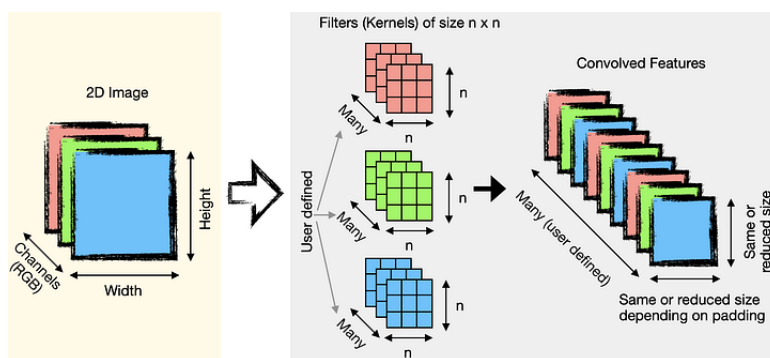 2D Image
Channels
(RGB)
Width
Height
Filters (Kernels) of size n x n
User defined
Many
n
n
Many
n
n
Many
n
n
Convolved Features
Many (user defined)
Same or
reduced size
Same or reduced size
depending on padding